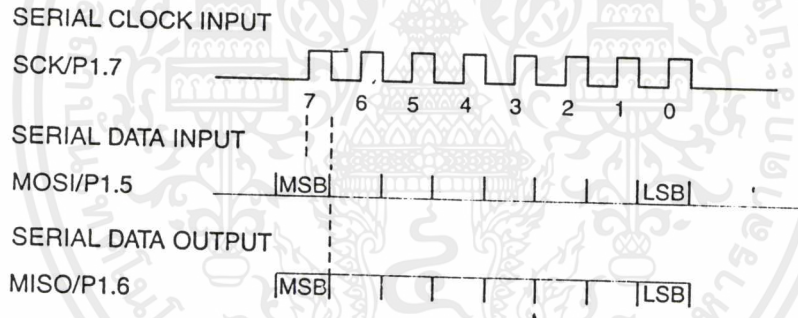 SERIAL CLOCK INPUT
SCK/P1.7
7 6 5 4 3 2 1 0
SERIAL DATA INPUT
MOSI/P1.5
MSB LSB
SERIAL DATA OUTPUT
MISO/P1.6
MSB LSB